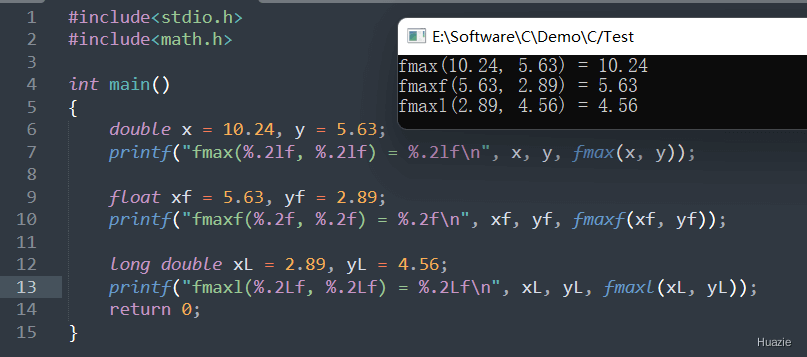 1 #include<stdio.h>
2 #include<math.h>
3
4 int main()
5 {
6 double x = 10.24, y = 5.63;
7 printf("fmax(%.2lf, %.2lf) = %.2lf\n", x, y, fmax(x, y));
8
9 float xf = 5.63, yf = 2.89;
10 printf("fmaxf(%.2f, %.2f) = %.2f\n", xf, yf, fmaxf(xf, yf));
11
12 long double xL = 2.89, yL = 4.56;
13 printf("fmaxl(%.2Lf, %.2Lf) = %.2Lf\n", xL, yL, fmaxl(xL, yL));
14 return 0;
15 }
E:\Software\C\Demo\C/Test
fmax(10.24, 5.63) = 10.24
fmaxf(5.63, 2.89) = 5.63
fmaxl(2.89, 4.56) = 4.56
Huazie